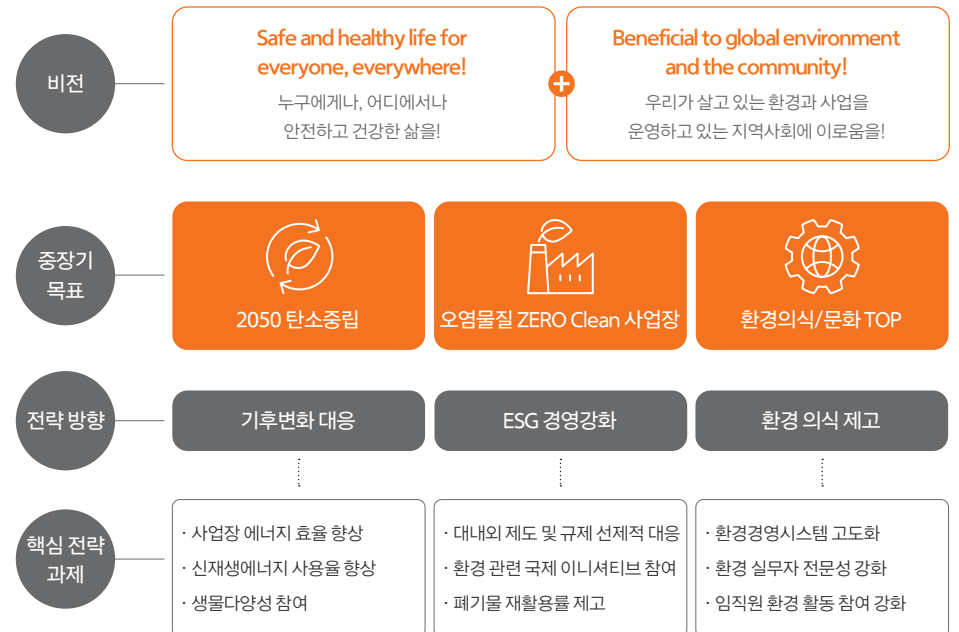 비전
Safe and healthy life for
everyone, everywhere!
누구에게나, 어디에서나
안전하고 건강한 삶을!
Beneficial to global environment
and the community!
우리가 살고 있는 환경과 사업을
운영하고 있는 지역사회에 이로움을!
중장기
목표
2050 탄소중립
오염물질 ZERO Clean 사업장
환경의식/문화 TOP
전략 방향
기후변화 대응
ESG 경영강화
환경 의식 제고
핵심 전략
과제
· 사업장 에너지 효율 향상
· 신재생에너지 사용율 향상
· 생물다양성 참여
· 대내외 제도 및 규제 선제적 대응
· 환경 관련 국제 이니셔티브 참여
· 폐기물 재활용률 제고
· 환경경영시스템 고도화
· 환경 실무자 전문성 강화
· 임직원 환경 활동 참여 강화